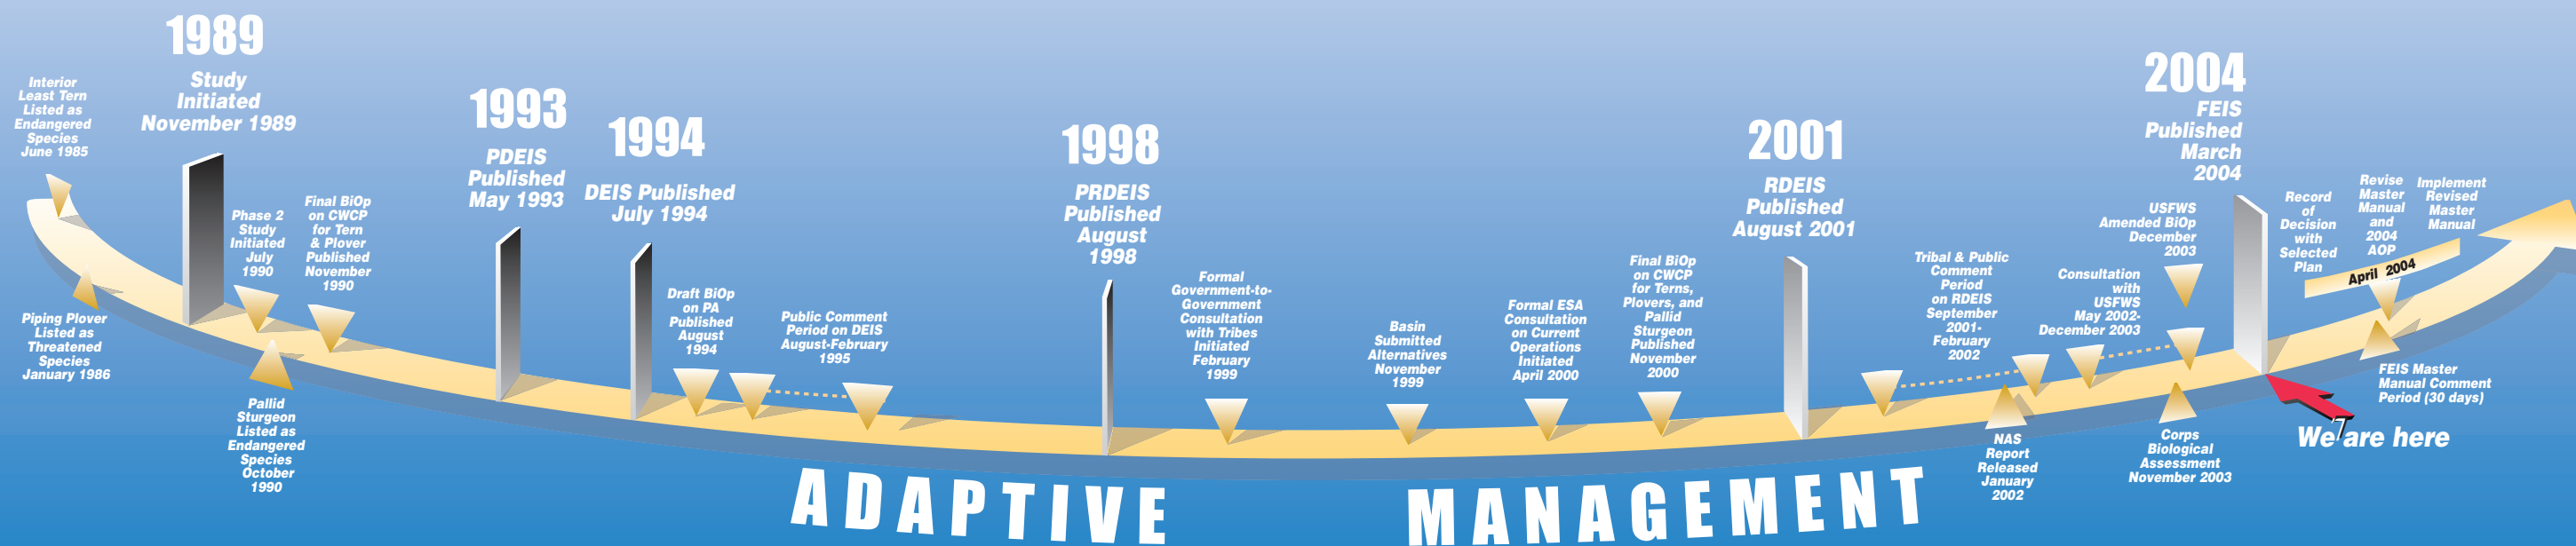 Interior
Least Tern
Listed as
Endangered
Species
June 1985
Piping Plover
Listed as
Threatened
Species
January 1986
1989
Study
Initiated
November 1989
Phase 2
Study
Initiated
July
1990
Final BiOp
on CWCP
for Tern
& Plover
Published
November
1990
Pallid
Sturgeon
Listed as
Endangered
Species
October
1990
1993
PDEIS
Published
May 1993
1994
DEIS Published
July 1994
Draft BiOp
on PA
Published
August
1994
Public Comment
Period on DEIS
August-February
1995
1998
PRDEIS
Published
August
1998
Formal
Government-to-
Government
Consultation
with Tribes
Initiated
February
1999
Basin
Submitted
Alternatives
November
1999
Formal ESA
Consultation
on Current
Operations
Initiated
April 2000
Final BiOp
on CWCP
for Terns,
Plovers, and
Pallid
Sturgeon
Published
November
2000
2001
RDEIS
Published
August 2001
Tribal & Public
Comment
Period
on RDEIS
September
2001-
February
2002
NAS
Report
Released
January
2002
Consultation
with
USFWS
May 2002-
December 2003
USFWS
Amended BiOp
December
2003
Corps
Biological
Assessment
November 2003
2004
FEIS
Published
March
2004
Record
of
Decision
with
Selected
Plan
Revise
Master
Manual
and
2004
AOP
Implement
Revised
Master
Manual
April 2004
FEIS Master
Manual Comment
Period (30 days)
We are here
ADAPTIVE MANAGEMENT